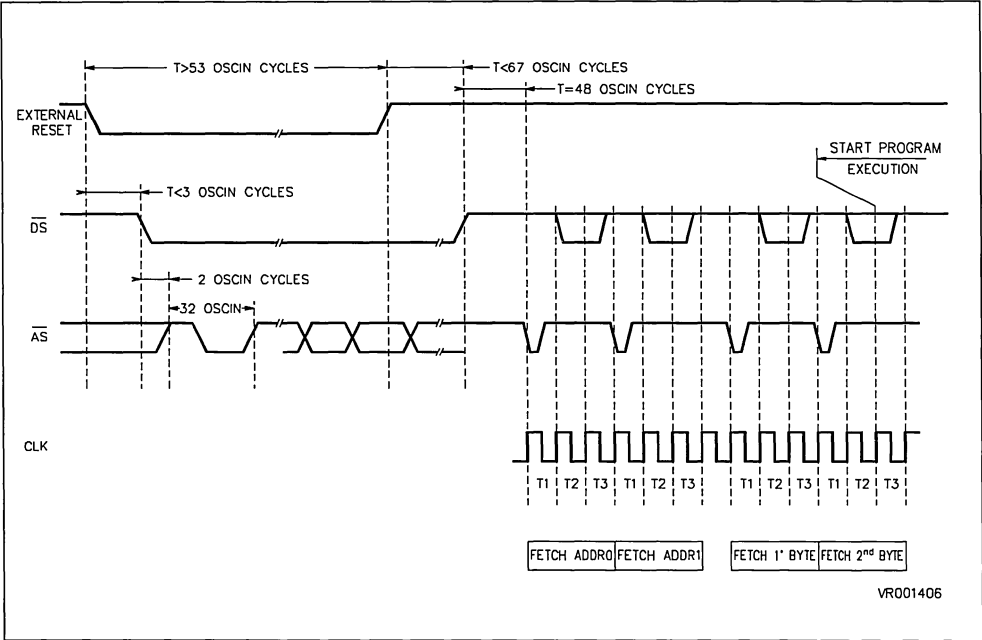 T>53 OSCIN CYCLES
T<67 OSCIN CYCLES
T=48 OSCIN CYCLES
EXTERNAL
RESET
START PROGRAM
EXECUTION
T<3 OSCIN CYCLES
DS
2 OSCIN CYCLES
32 OSCIN
AS
CLK
T1 T2 T3 T1 T2 T3 T1 T2 T3 T1 T2 T3
FETCH ADDR0 FETCH ADDR1 FETCH 1° BYTE FETCH 2nd BYTE
VR001406